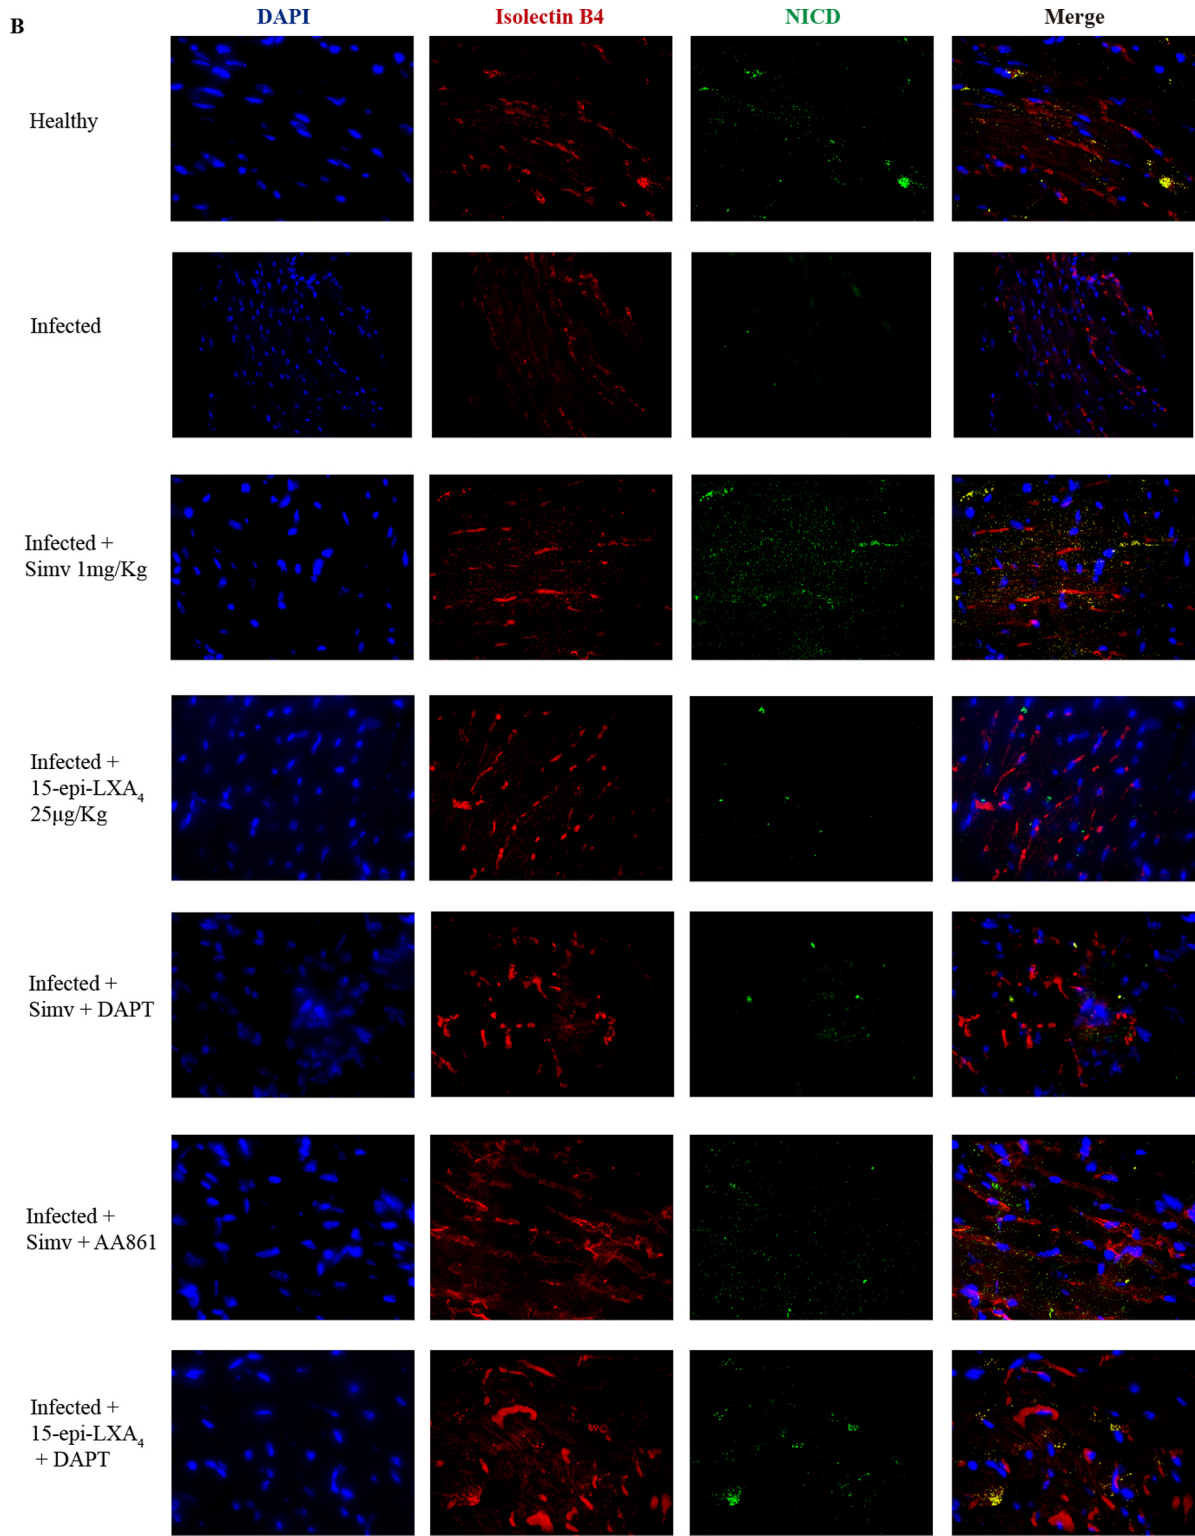 B
DAPI Isolectin B4 NICD Merge
Healthy
Infected
Infected +
Simv 1mg/Kg
Infected +
15-epi-LXA₄
25µg/Kg
Infected +
Simv + DAPT
Infected +
Simv + AA861
Infected +
15-epi-LXA₄
+ DAPT